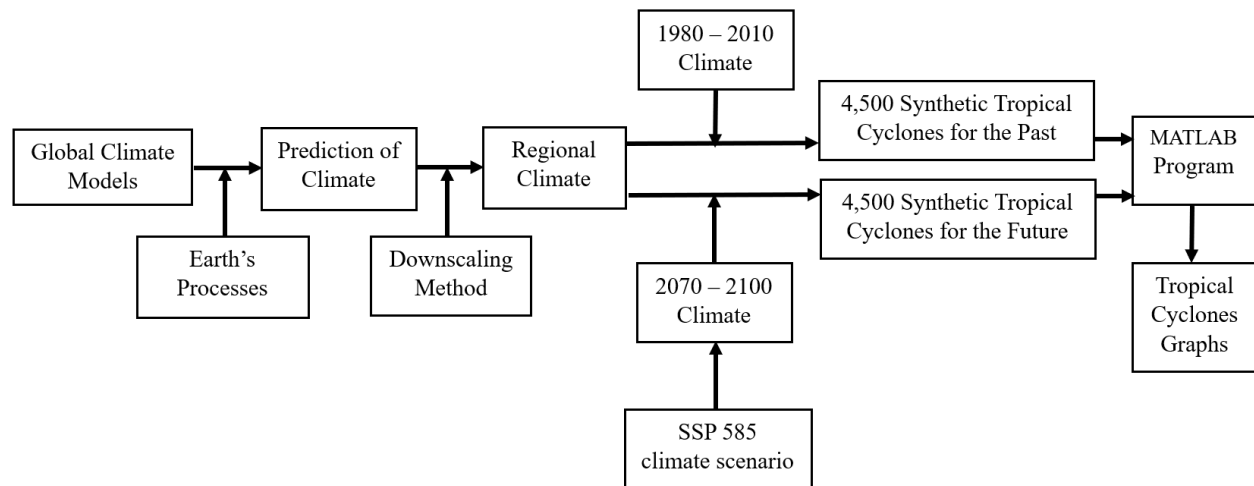 Global Climate
Models
Earth's
Processes
Prediction of
Climate
Downscaling
Method
Regional
Climate
1980 – 2010
Climate
2070 – 2100
Climate
SSP 585
climate scenario
4,500 Synthetic Tropical
Cyclones for the Past
4,500 Synthetic Tropical
Cyclones for the Future
MATLAB
Program
Tropical
Cyclones
Graphs